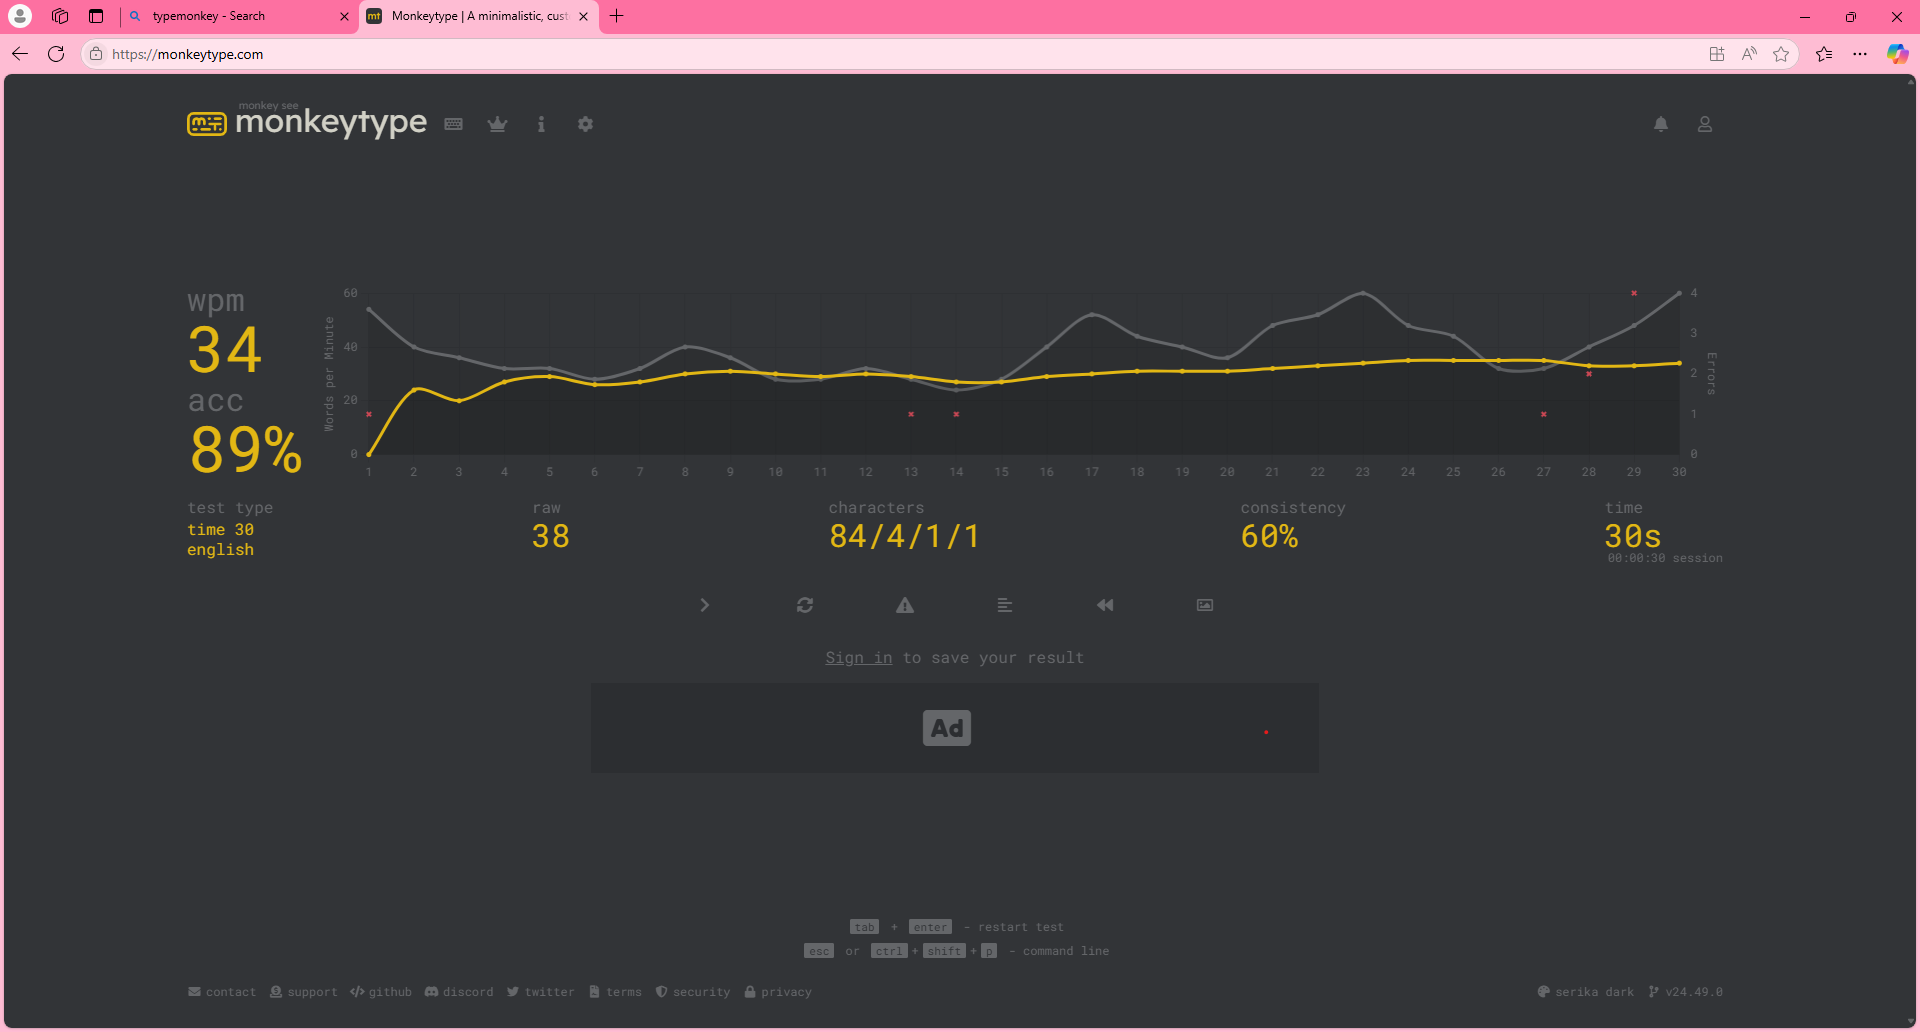 typemonkey - Search
Monkeytype | A minimalistic, cust
https://monkeytype.com
monkey see
monkeytype
wpm
34
acc
89%
Words per Minute
60
40
20
0
4
3
2
1
0
Errors
1 2 3 4 5 6 7 8 9 10 11 12 13 14 15 16 17 18 19 20 21 22 23 24 25 26 27 28 29 30
test type
time 30
english
raw
38
characters
84/4/1/1
consistency
60%
time
30s
00:00:30 session
Sign in to save your result
Ad
tab + enter - restart test
esc or ctrl + shift + p - command line
contact support github discord twitter terms security privacy serika dark v24.49.0